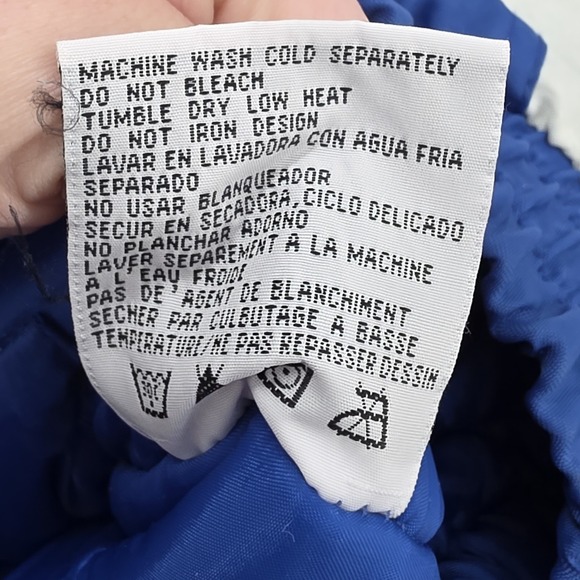 MACHINE WASH COLD SEPARATELY
DO NOT BLEACH
TUMBLE DRY LOW HEAT
DO NOT IRON DESIGN
LAVAR EN LAVADORA CON AGUA FRIA
SEPARADO
NO USAR BLANQUEADOR
SECUR EN SECADORA, CICLO DELICADO
NO PLANCHAR ADORNO
LAVER SEPAREMENT À LA MACHINE
A L'EAU FROIDE
PAS DE AGENT DE BLANCHIMENT
SECHER PAR CULBUTAGE À BASSE
TEMPERATURE/NE PAS REPASSER DESSIN